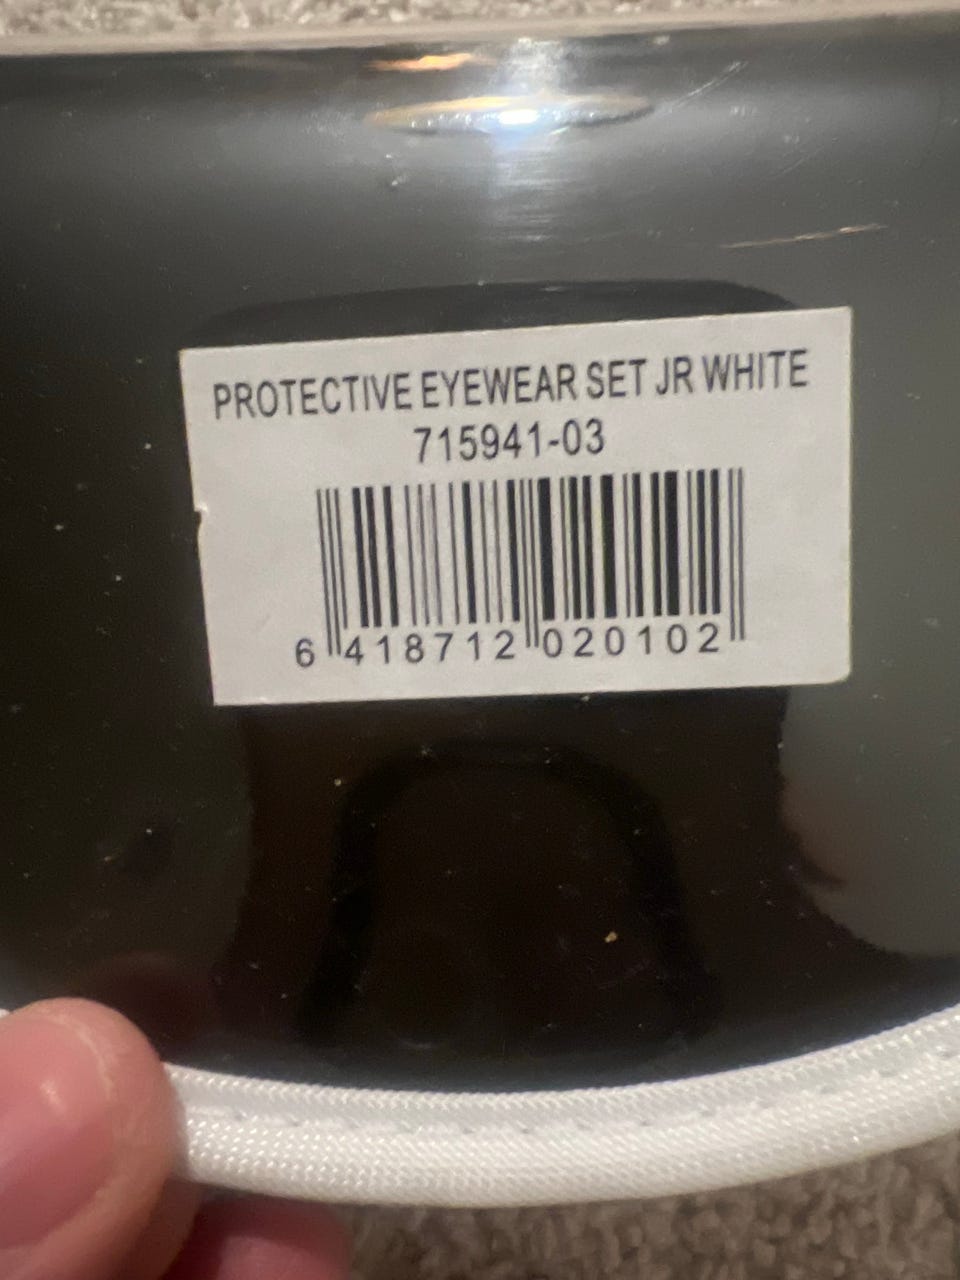 PROTECTIVE EYEWEAR SET JR WHITE
715941-03
6 418712 020102